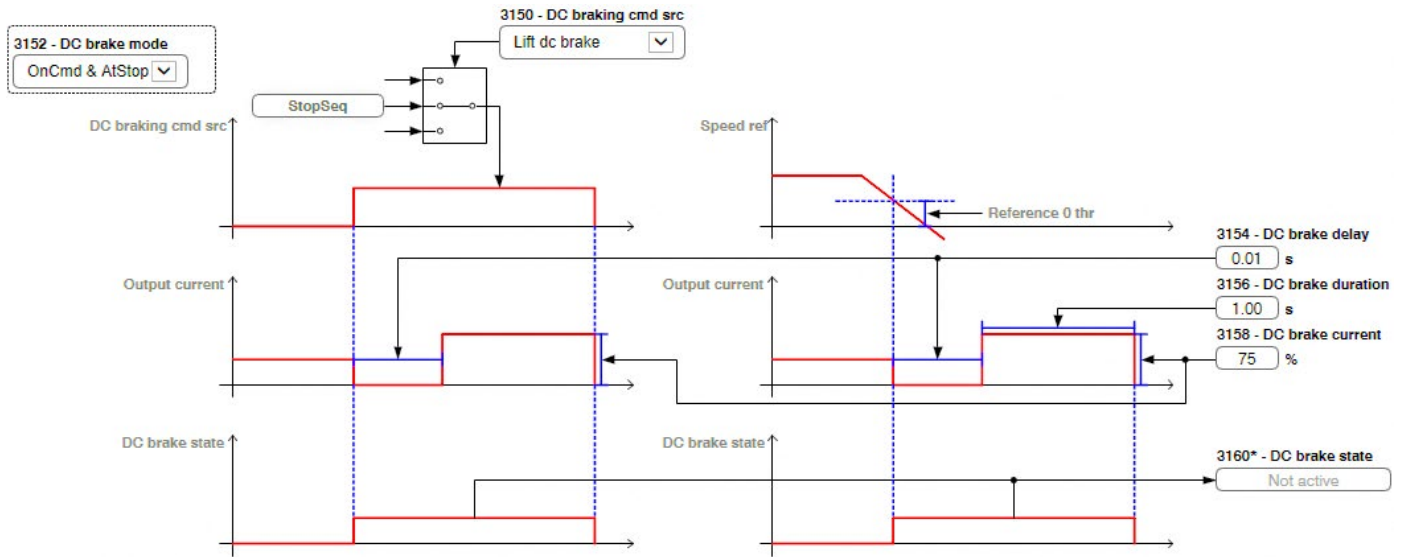 3150 - DC braking cmd src
Lift dc brake
3152 - DC brake mode
OnCmd & AtStop
StopSeq
DC braking cmd src
Speed ref
Reference 0 thr
3154 - DC brake delay
0.01 s
Output current
Output current
3156 - DC brake duration
1.00 s
3158 - DC brake current
75 %
DC brake state
DC brake state
3160* - DC brake state
Not active